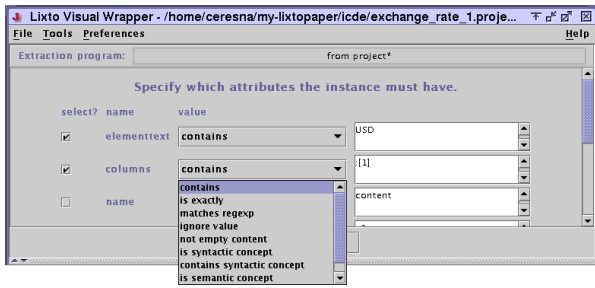 Lixto Visual Wrapper - /home/ceresna/my-lixtopaper/icde/exchange_rate_1.proje...
File Tools Preferences Help
Extraction program: from project*
Specify which attributes the instance must have.
select? name value
elementtext contains USD
columns contains :[1]
contains
name content
is exactly
matches regexp
ignore value
not empty content
is syntactic concept
contains syntactic concept
is semantic concept